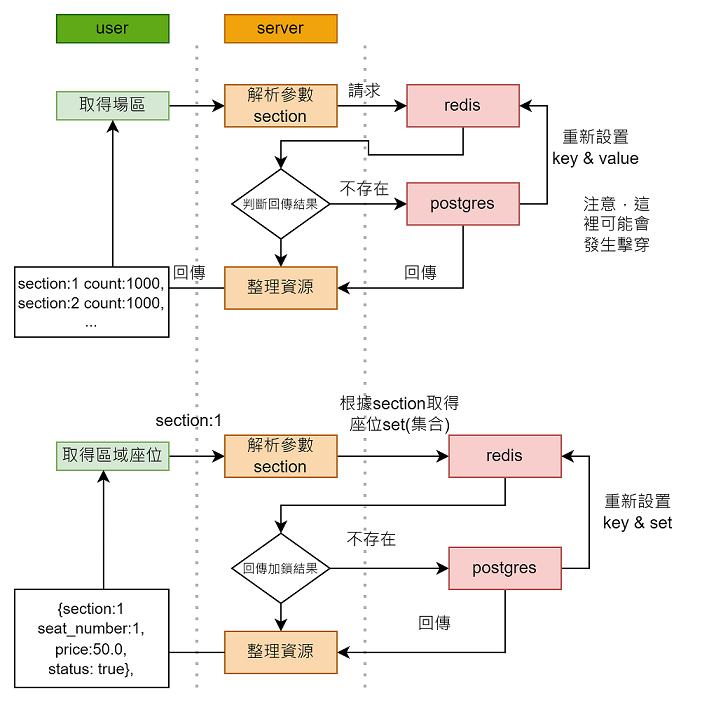 user
server
取得場區
解析參數
section
請求
redis
重新設置
key & value
判斷回傳結果
不存在
postgres
注意，這
裡可能會
發生擊穿
section:1 count:1000,
section:2 count:1000,
...
回傳
整理資源
回傳
取得區域座位
section:1
解析參數
section
根據section取得
座位set(集合)
redis
重新設置
key & set
回傳加鎖結果
不存在
postgres
{section:1
seat_number:1,
price:50.0,
status: true},
整理資源
回傳